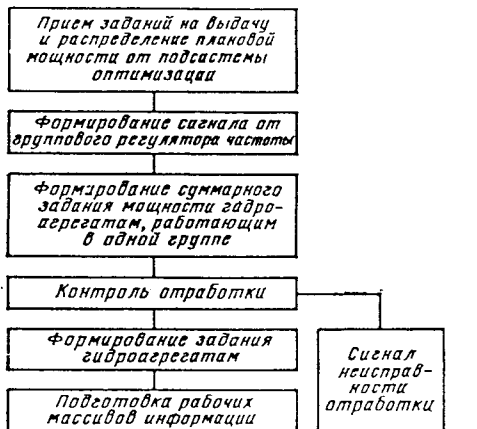 Прием заданий на выдачу
и распределение плановой
мощности от подсистемы
оптимизации
Формирование сигнала от
группового регулятора частоты
Формирование суммарного
задания мощности гидро-
агрегатам, работающим
в одной группе
Контроль отработки
Формирование задания
гидроагрегатам
Подготовка рабочих
массивов информации
Сигнал
неисправ-
ности
отработки